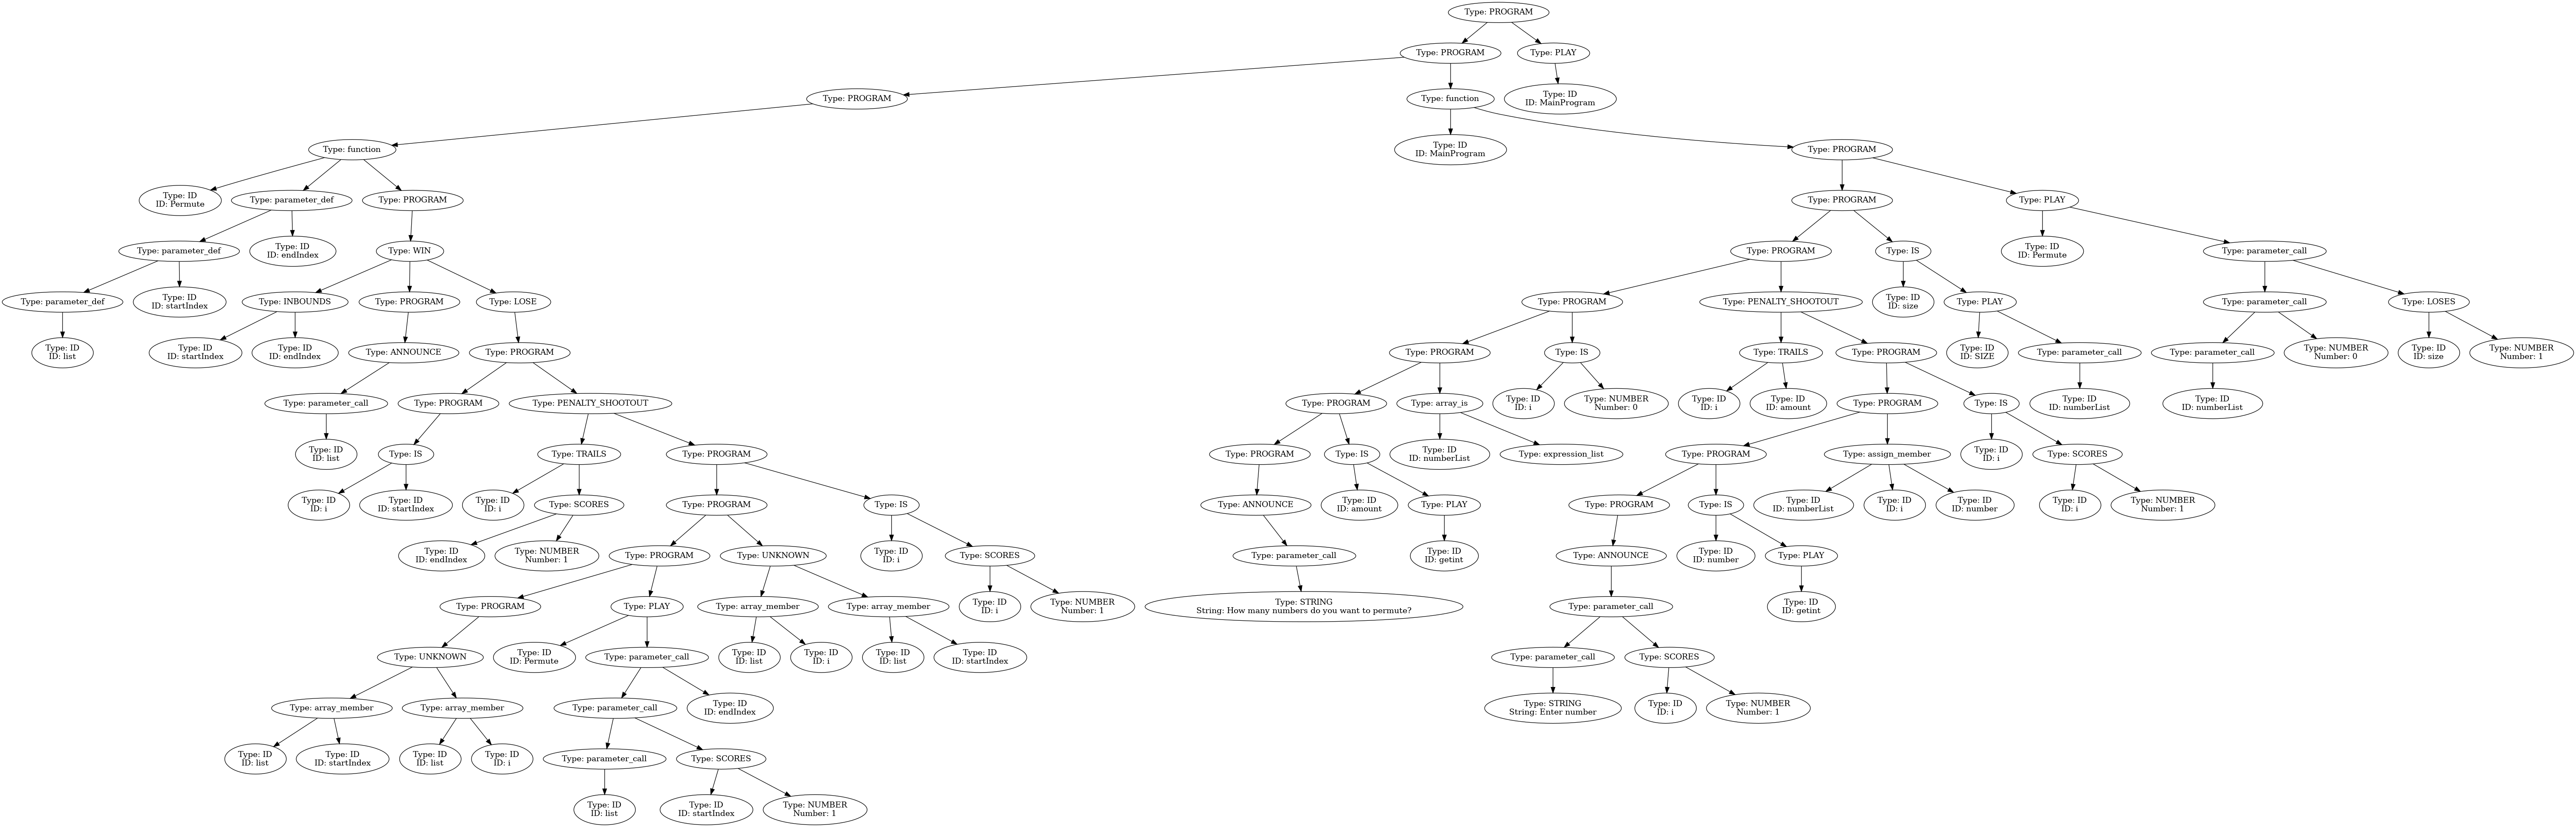 Type: PROGRAM
Type: PROGRAM
Type: PLAY
Type: PROGRAM
Type: function
Type: ID
ID: MainProgram
Type: function
Type: ID
ID: MainProgram
Type: PROGRAM
Type: ID
ID: Permute
Type: parameter_def
Type: PROGRAM
Type: PROGRAM
Type: PLAY
Type: parameter_def
Type: ID
ID: endIndex
Type: WIN
Type: PROGRAM
Type: IS
Type: ID
ID: Permute
Type: parameter_call
Type: parameter_def
Type: ID
ID: startIndex
Type: INBOUNDS
Type: PROGRAM
Type: LOSE
Type: PROGRAM
Type: PENALTY_SHOOTOUT
Type: ID
ID: size
Type: PLAY
Type: parameter_call
Type: LOSES
Type: ID
ID: list
Type: ID
ID: startIndex
Type: ID
ID: endIndex
Type: ANNOUNCE
Type: PROGRAM
Type: PROGRAM
Type: IS
Type: TRAILS
Type: PROGRAM
Type: ID
ID: SIZE
Type: parameter_call
Type: parameter_call
Type: NUMBER
Number: 0
Type: ID
ID: size
Type: NUMBER
Number: 1
Type: parameter_call
Type: PROGRAM
Type: PENALTY_SHOOTOUT
Type: PROGRAM
Type: array_is
Type: ID
ID: i
Type: NUMBER
Number: 0
Type: ID
ID: i
Type: ID
ID: amount
Type: PROGRAM
Type: IS
Type: ID
ID: numberList
Type: ID
ID: numberList
Type: ID
ID: list
Type: IS
Type: TRAILS
Type: PROGRAM
Type: PROGRAM
Type: IS
Type: ID
ID: numberList
Type: expression_list
Type: PROGRAM
Type: assign_member
Type: ID
ID: i
Type: SCORES
Type: ID
ID: i
Type: ID
ID: startIndex
Type: ID
ID: i
Type: SCORES
Type: PROGRAM
Type: IS
Type: ANNOUNCE
Type: ID
ID: amount
Type: PLAY
Type: PROGRAM
Type: IS
Type: ID
ID: numberList
Type: ID
ID: i
Type: ID
ID: number
Type: ID
ID: i
Type: NUMBER
Number: 1
Type: ID
ID: endIndex
Type: NUMBER
Number: 1
Type: PROGRAM
Type: UNKNOWN
Type: ID
ID: i
Type: SCORES
Type: parameter_call
Type: ID
ID: getint
Type: ANNOUNCE
Type: ID
ID: number
Type: PLAY
Type: PROGRAM
Type: PLAY
Type: array_member
Type: array_member
Type: ID
ID: i
Type: NUMBER
Number: 1
Type: STRING
String: How many numbers do you want to permute?
Type: parameter_call
Type: ID
ID: getint
Type: UNKNOWN
Type: ID
ID: Permute
Type: parameter_call
Type: ID
ID: list
Type: ID
ID: i
Type: ID
ID: list
Type: ID
ID: startIndex
Type: parameter_call
Type: SCORES
Type: array_member
Type: array_member
Type: parameter_call
Type: ID
ID: endIndex
Type: STRING
String: Enter number
Type: ID
ID: i
Type: NUMBER
Number: 1
Type: ID
ID: list
Type: ID
ID: startIndex
Type: ID
ID: list
Type: ID
ID: i
Type: parameter_call
Type: SCORES
Type: ID
ID: list
Type: ID
ID: startIndex
Type: NUMBER
Number: 1